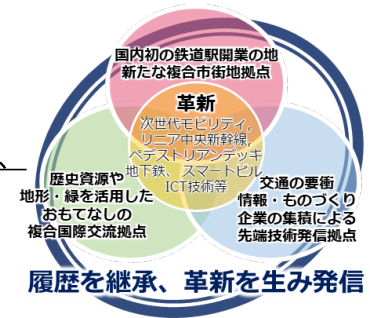 国内初の鉄道駅開業の地
新たな複合市街地拠点
革新
次世代モビリティ,
リニア中央新幹線,
ペデストリアンデッキ
地下鉄、スマートビル
ICT技術等
歴史資源や
地形・緑を活用した
おもてなしの
複合国際交流拠点
交通の要衝
情報・ものづくり
企業の集積による
先端技術発信拠点
履歴を継承、革新を生み発信